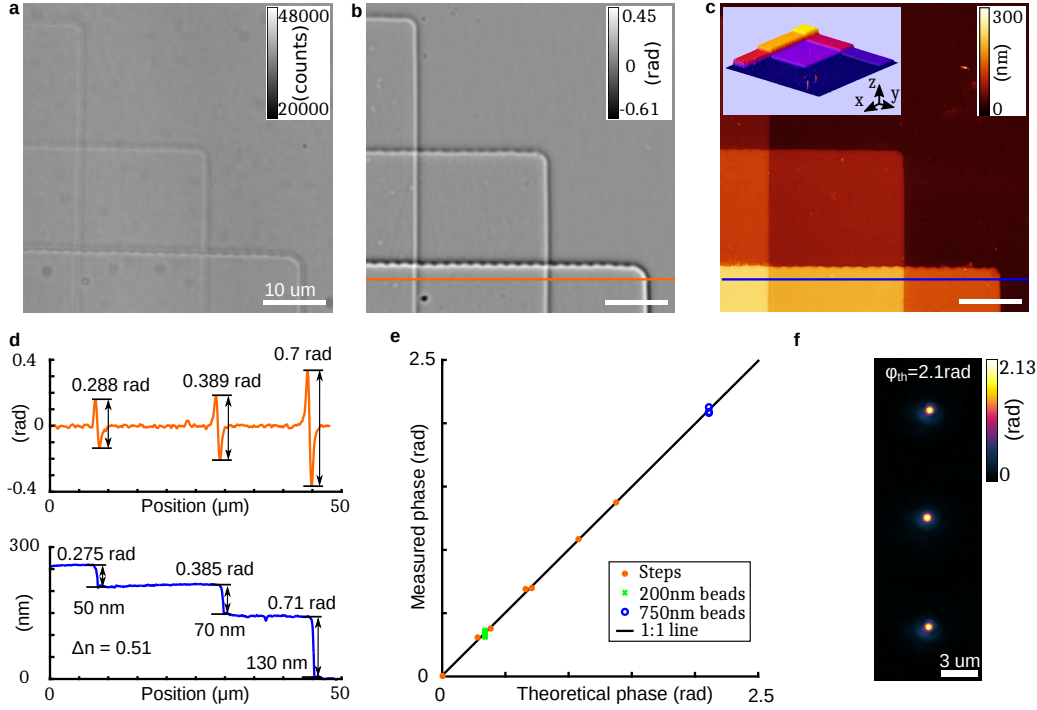 a
48000
(counts)
20000
10 um
b
0.45
0
(rad)
-0.61
c
300
(nm)
0
z
x
y
d
0.4
(rad)
0
-0.4
0.288 rad
0.389 rad
0.7 rad
0
Position (μm)
50
300
(nm)
0
0.275 rad
50 nm
0.385 rad
70 nm
0.71 rad
130 nm
Δn = 0.51
0
Position (μm)
50
e
2.5
Measured phase (rad)
0
Steps
200nm beads
750nm beads
1:1 line
0
Theoretical phase (rad)
2.5
f
φth=2.1rad
2.13
(rad)
0
3 um